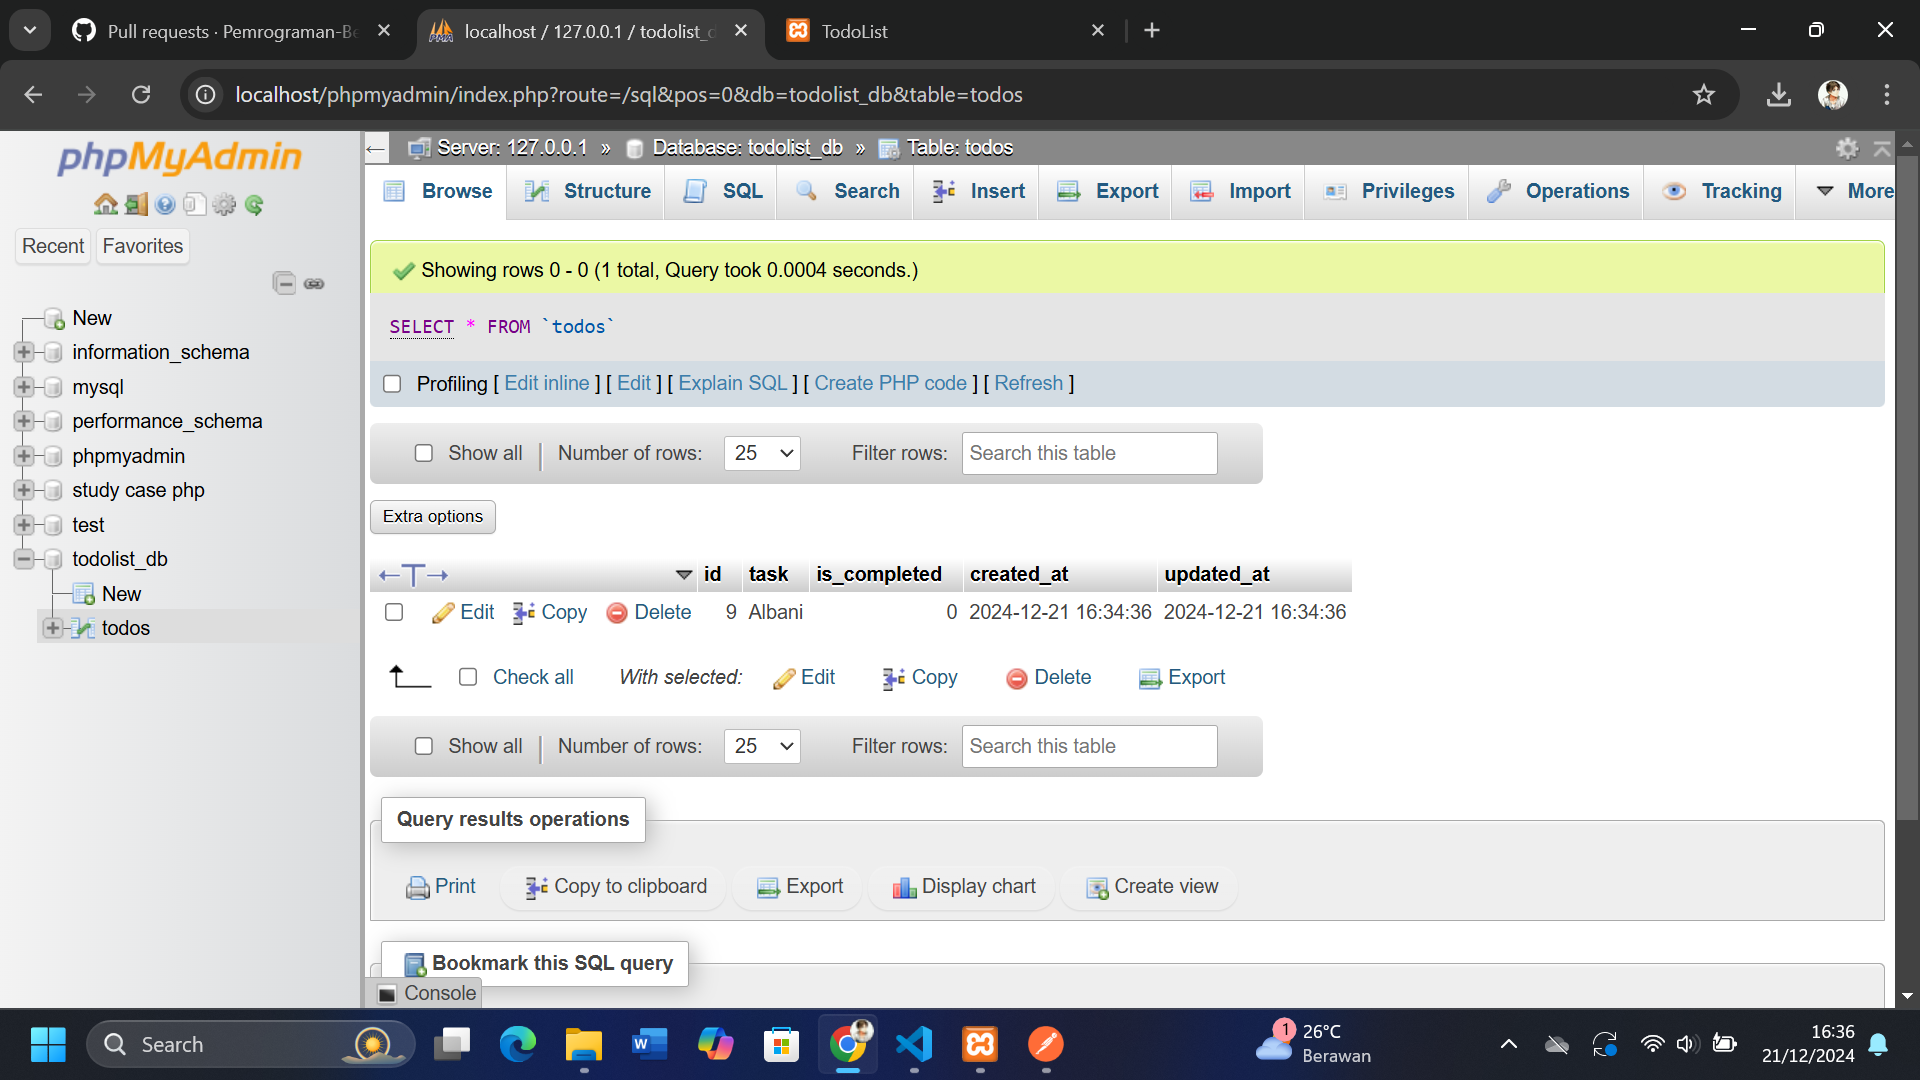 Pull requests · Pemrograman-Be
localhost / 127.0.0.1 / todolist_d
TodoList
localhost/phpmyadmin/index.php?route=/sql&pos=0&db=todolist_db&table=todos
phpMyAdmin
Recent
Favorites
New
information_schema
mysql
performance_schema
phpmyadmin
study case php
test
todolist_db
New
todos
Server: 127.0.0.1 » Database: todolist_db » Table: todos
Browse Structure SQL Search Insert Export Import Privileges Operations Tracking More
Showing rows 0 - 0 (1 total, Query took 0.0004 seconds.)
SELECT * FROM `todos`
Profiling [ Edit inline ] [ Edit ] [ Explain SQL ] [ Create PHP code ] [ Refresh ]
Show all Number of rows: 25 Filter rows: Search this table
Extra options
id task is_completed created_at updated_at
Edit Copy Delete 9 Albani 0 2024-12-21 16:34:36 2024-12-21 16:34:36
Check all With selected: Edit Copy Delete Export
Show all Number of rows: 25 Filter rows: Search this table
Query results operations
Print Copy to clipboard Export Display chart Create view
Bookmark this SQL query
Console
Search
1
26°C
Berawan
16:36
21/12/2024